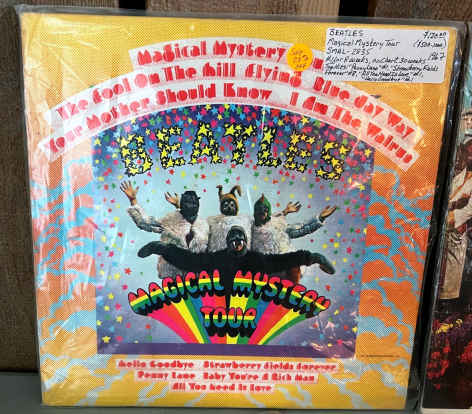 BEATLES $120.00
Magical Mystery Tour
SMAL-2835 1967
Magical Mystery
The Fool On The Hill Flying Blue Jay Way
Your Mother Should Know I Am The Walrus
BEATLES
MAGICAL MYSTERY
TOUR
Hello Goodbye Strawberry Fields Forever
Penny Lane Baby You're A Rich Man
All You Need Is Love